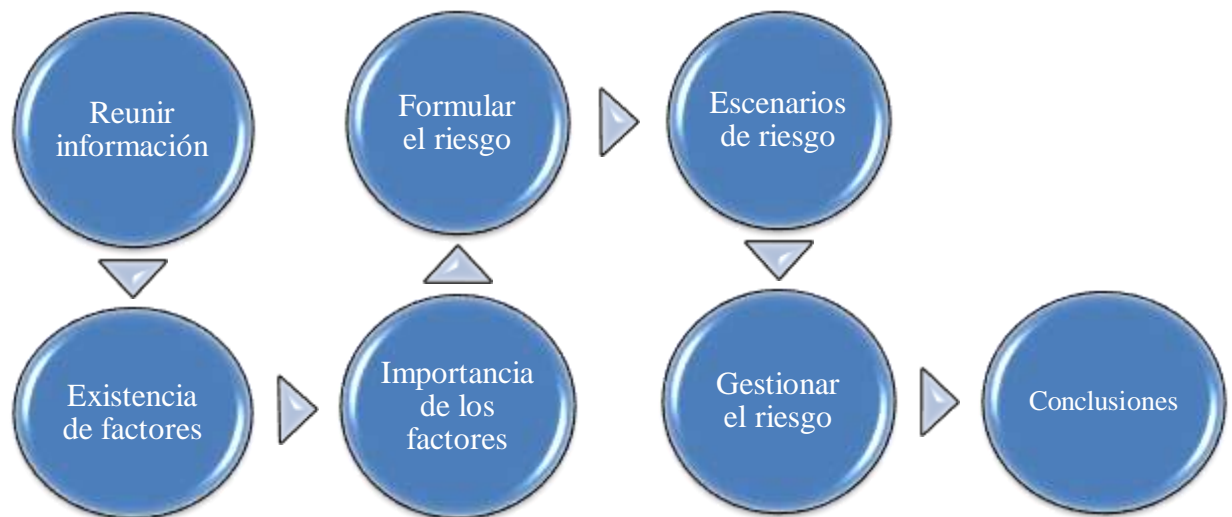 Reunir
información
Existencia
de factores
Importancia
de los
factores
Formular
el riesgo
Escenarios
de riesgo
Gestionar
el riesgo
Conclusiones